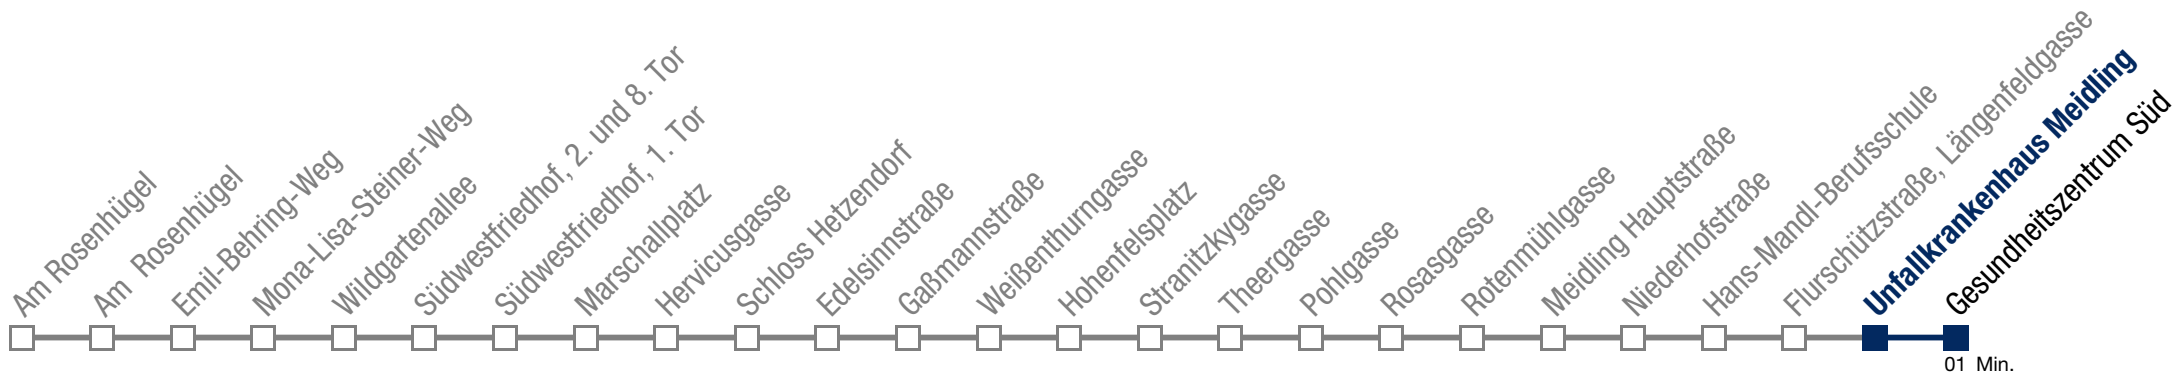 Am Rosenhügel
Am Rosenhügel
Emil-Behring-Weg
Mona-Lisa-Steiner-Weg
Wildgartenallee
Südwestfriedhof, 2. und 8. Tor
Südwestfriedhof, 1. Tor
Marschallplatz
Hervicusgasse
Schloss Hetzendorf
Edelsinnstraße
Gaßmannstraße
Weißenthurngasse
Hohenfelsplatz
Stranitzkygasse
Theergasse
Pohlgasse
Rosasgasse
Rotenmühlgasse
Meidling Hauptstraße
Niederhofstraße
Hans-Mandl-Berufsschule
Flurschützstraße, Längenfeldgasse
Unfallkrankenhaus Meidling
Gesundheitszentrum Süd
01 Min.